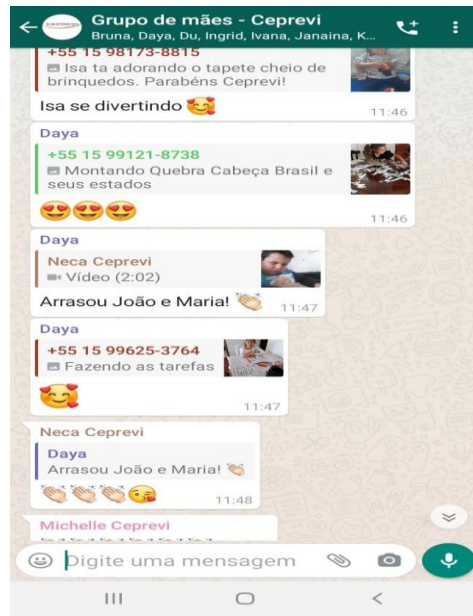 Grupo de mães - Ceprevi
Bruna, Daya, Du, Ingrid, Ivana, Janaina, K...
+55 15 98173-8815
Isa ta adorando o tapete cheio de
brinquedos. Parabéns Ceprevi!
Isa se divertindo 🥰
11:46
Daya
+55 15 99121-8738
Montando Quebra Cabeça Brasil e
seus estados
😍😍😍
11:46
Daya
Neca Ceprevi
Vídeo (2:02)
Arrasou João e Maria! 👏🏻
11:47
Daya
+55 15 99625-3764
Fazendo as tarefas
🥰
11:47
Neca Ceprevi
Daya
Arrasou João e Maria! 👏🏻
👏🏻👏🏻👏🏻😘
11:48
Michelle Ceprevi
Digite uma mensagem